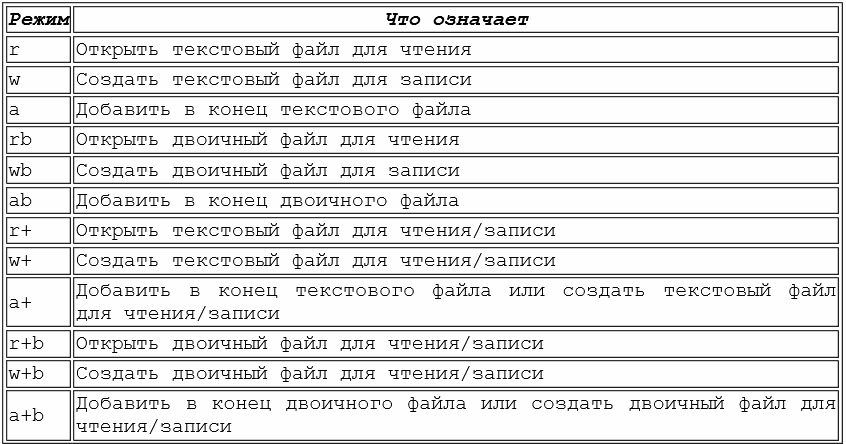 Режим Что означает
r Открыть текстовый файл для чтения
w Создать текстовый файл для записи
a Добавить в конец текстового файла
rb Открыть двоичный файл для чтения
wb Создать двоичный файл для записи
ab Добавить в конец двоичного файла
r+ Открыть текстовый файл для чтения/записи
w+ Создать текстовый файл для чтения/записи
a+ Добавить в конец текстового файла или создать текстовый файл
для чтения/записи
r+b Открыть двоичный файл для чтения/записи
w+b Создать двоичный файл для чтения/записи
a+b Добавить в конец двоичного файла или создать двоичный файл для
чтения/записи